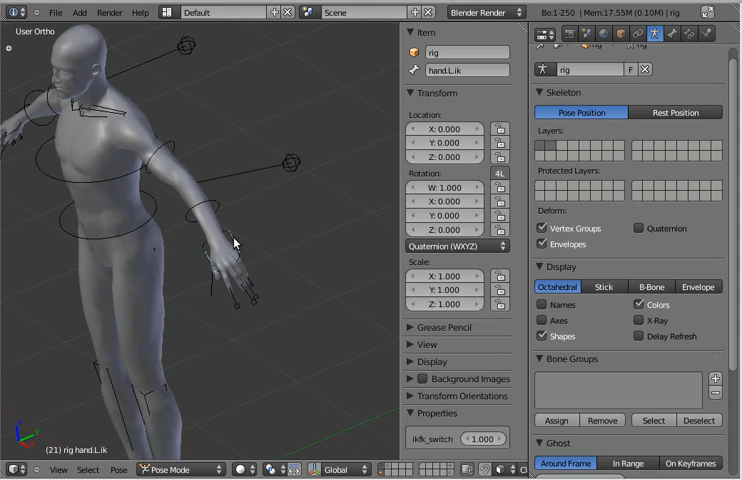 File Add Render Help Default Scene Blender Render Bo:1-250 | Mem:17.55M (0.10M) | rig
User Ortho
Item
rig
hand.L.ik
Transform
Location:
X: 0.000
Y: 0.000
Z: 0.000
Rotation: 4L
W: 1.000
X: 0.000
Y: 0.000
Z: 0.000
Quaternion (WXYZ)
Scale:
X: 1.000
Y: 1.000
Z: 1.000
Grease Pencil
View
Display
Background Images
Transform Orientations
Properties
ikfk_switch 1.000
rig F
Skeleton
Pose Position Rest Position
Layers:
Protected Layers:
Deform:
Vertex Groups Quaternion
Envelopes
Display
Octahedral Stick B-Bone Envelope
Names Colors
Axes X-Ray
Shapes Delay Refresh
Bone Groups
Assign Remove Select Deselect
Ghost
Around Frame In Range On Keyframes
(21) rig hand.L.ik
View Select Pose Pose Mode Global